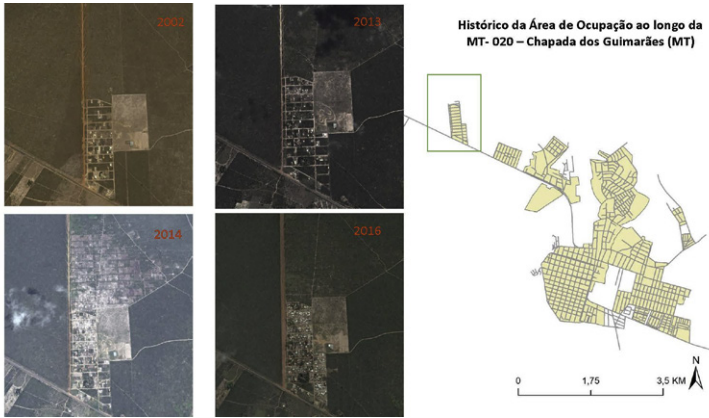 2002
2013
Histórico da Área de Ocupação ao longo da
MT- 020 – Chapada dos Guimarães (MT)
2014
2016
N
0 1,75 3,5 KM